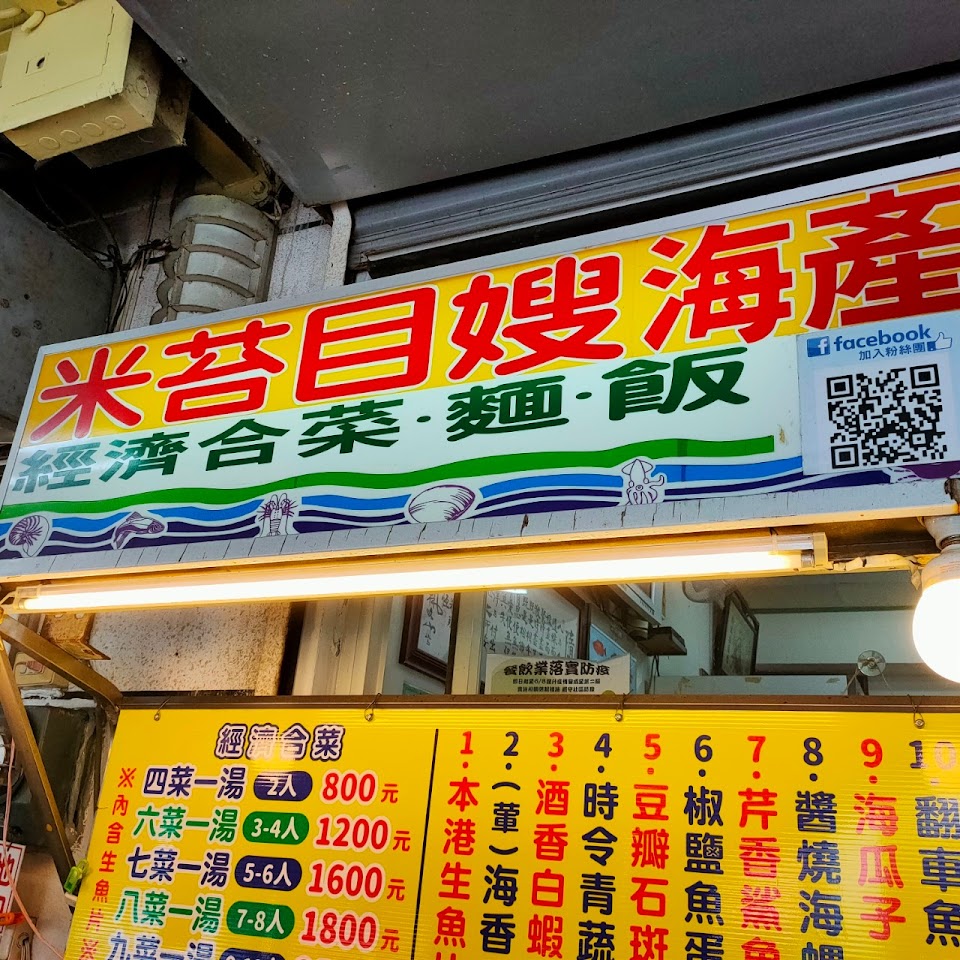 米苔目嫂海產
經濟合菜·麵·飯
facebook
加入粉絲團
餐飲業落實防疫
經濟合菜
※內含生魚片※
四菜一湯 2人 800元
六菜一湯 3-4人 1200元
七菜一湯 5-6人 1600元
八菜一湯 7-8人 1800元
九菜一湯
1·本港生魚片
2·(葷)海香
3·酒香白蝦
4·時令青蔬
5·豆瓣石斑
6·椒鹽魚蛋
7·芹香鯊魚
8·醬燒海螺
9·海瓜子
10·翻車魚